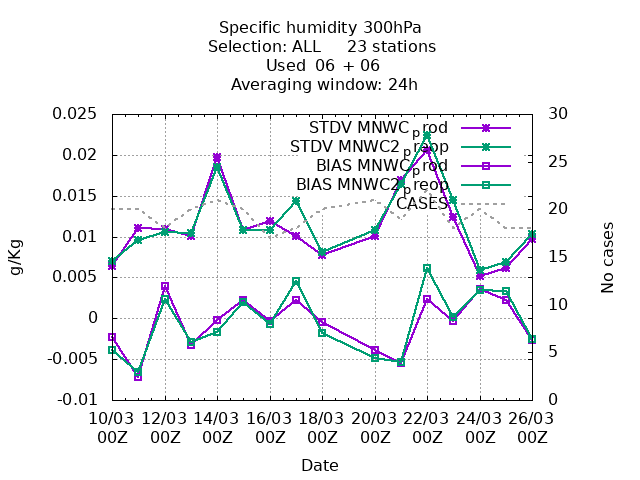 Specific humidity 300hPa
Selection: ALL 23 stations
Used 06 + 06
Averaging window: 24h
0.025
0.02
0.015
0.01
0.005
0
-0.005
-0.01
g/Kg
30
25
20
15
10
5
0
No cases
STDV MNWC_prod
STDV MNWC2_preop
BIAS MNWC_prod
BIAS MNWC2_preop
CASES
10/03 12/03 14/03 16/03 18/03 20/03 22/03 24/03 26/03
00Z 00Z 00Z 00Z 00Z 00Z 00Z 00Z 00Z
Date